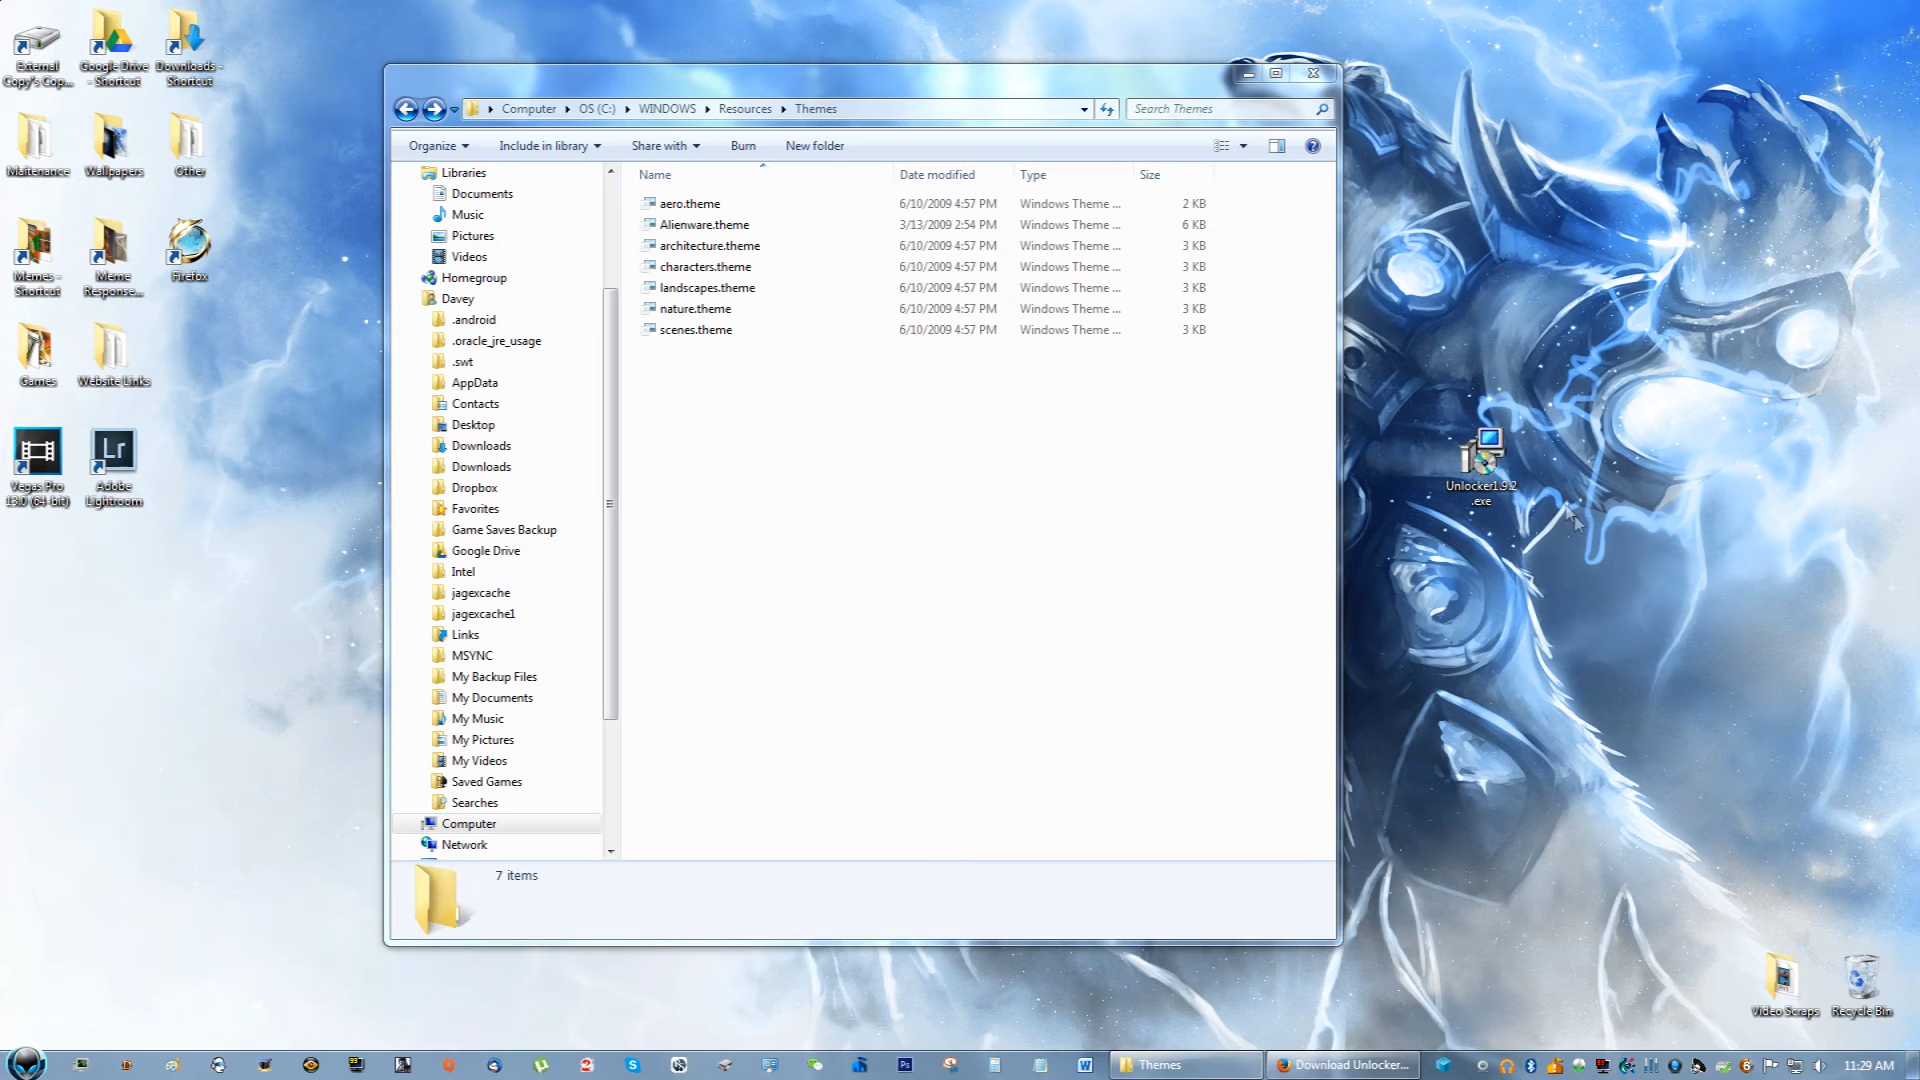 External
Copy's Cop...
Google Drive
- Shortcut
Downloads -
Shortcut
Maitenance
Wallpapers
Other
Memes -
Shortcut
Meme
Response...
Firefox
Games
Website Links
Vegas Pro
13.0 (64-bit)
Adobe
Lightroom
Lr
Computer
OS (C:)
WINDOWS
Resources
Themes
Search Themes
Organize
Include in library
Share with
Burn
New folder
Libraries
Documents
Music
Pictures
Videos
Homegroup
Davey
.android
.oracle_jre_usage
.swt
AppData
Contacts
Desktop
Downloads
Downloads
Dropbox
Favorites
Game Saves Backup
Google Drive
Intel
jagexcache
jagexcache1
Links
MSYNC
My Backup Files
My Documents
My Music
My Pictures
My Videos
Saved Games
Searches
Computer
Network
Name Date modified Type Size
aero.theme 6/10/2009 4:57 PM Windows Theme ... 2 KB
Alienware.theme 3/13/2009 2:54 PM Windows Theme ... 6 KB
architecture.theme 6/10/2009 4:57 PM Windows Theme ... 3 KB
characters.theme 6/10/2009 4:57 PM Windows Theme ... 3 KB
landscapes.theme 6/10/2009 4:57 PM Windows Theme ... 3 KB
nature.theme 6/10/2009 4:57 PM Windows Theme ... 3 KB
scenes.theme 6/10/2009 4:57 PM Windows Theme ... 3 KB
7 items
Unlocker1.9.2
.exe
Video Scraps
Recycle Bin
Ps
W
Themes
Download Unlocker...
11:29 AM